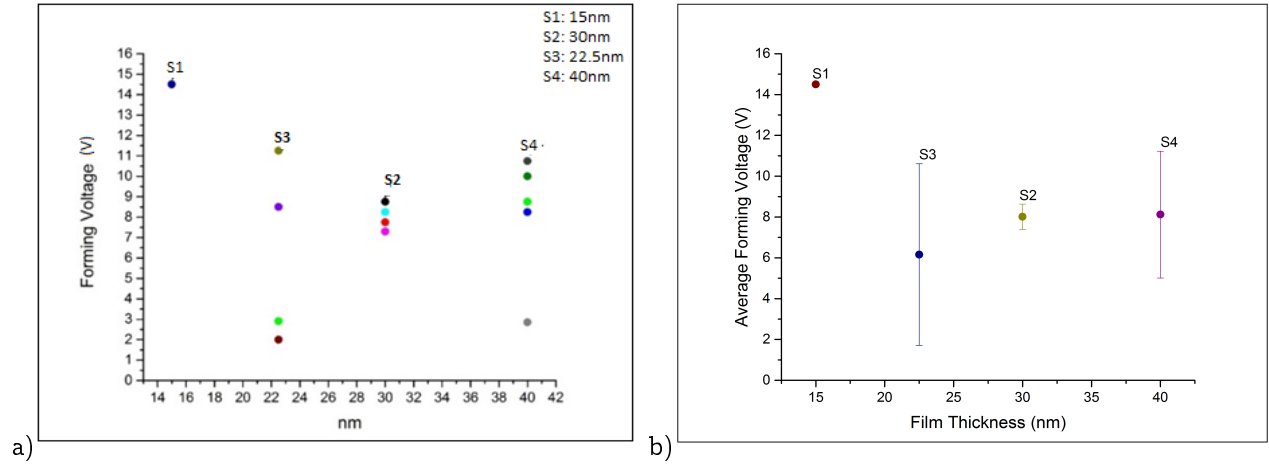 S1: 15nm
S2: 30nm
S3: 22.5nm
S4: 40nm
16
15
14
13
12
11
10
9
8
7
6
5
4
3
2
1
0
Forming Voltage (V)
S1
S3
S2
S4
14 16 18 20 22 24 26 28 30 32 34 36 38 40 42
nm
a)
16
14
12
10
8
6
4
2
0
Average Forming Voltage (V)
S1
S3
S2
S4
15 20 25 30 35 40
Film Thickness (nm)
b)